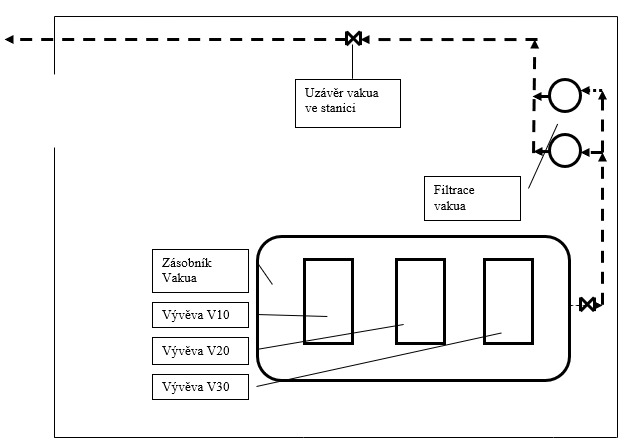 Uzávěr vakua
ve stanici
Filtrace
vakua
Zásobník
Vakua
Vývěva V10
Vývěva V20
Vývěva V30